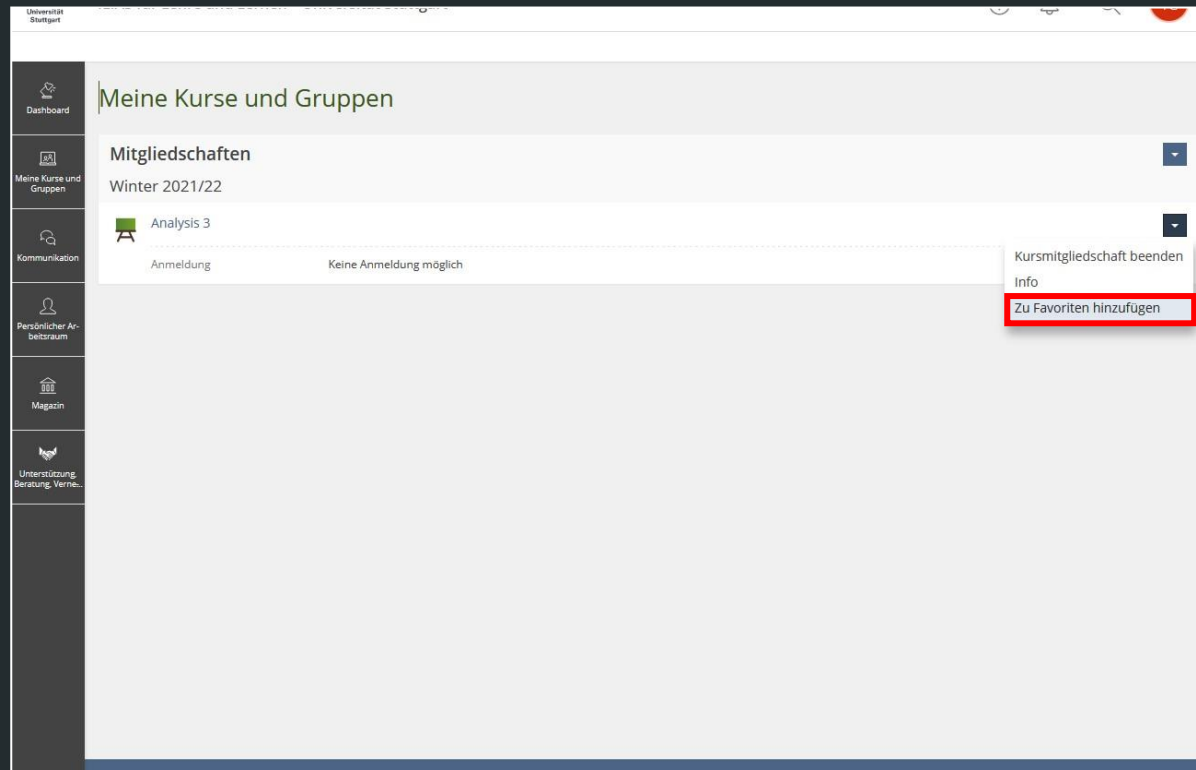 Universität
Stuttgart
Dashboard
Meine Kurse und
Gruppen
Kommunikation
Persönlicher Ar-
beitsraum
Magazin
Unterstützung,
Beratung, Verne...
Meine Kurse und Gruppen
Mitgliedschaften
Winter 2021/22
Analysis 3
Anmeldung Keine Anmeldung möglich
Kursmitgliedschaft beenden
Info
Zu Favoriten hinzufügen